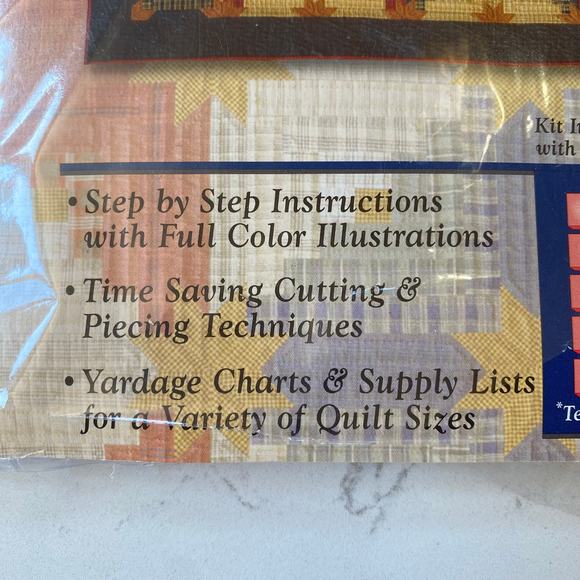 Kit
with
• Step by Step Instructions
with Full Color Illustrations
• Time Saving Cutting &
Piecing Techniques
• Yardage Charts & Supply Lists
for a Variety of Quilt Sizes